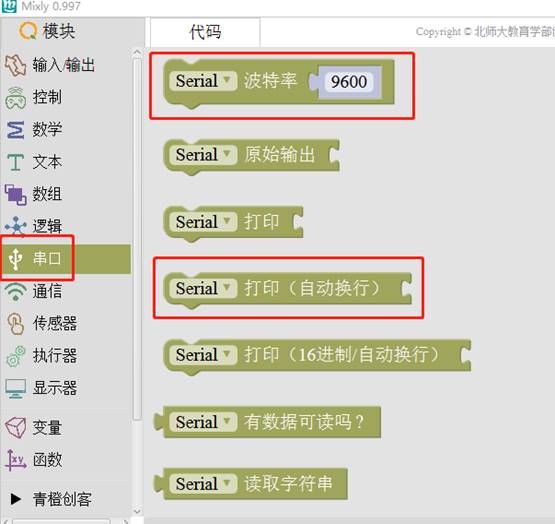 Mixly 0.997
模块
代码
Copyright © 北师大教育学部
输入/输出
控制
数学
文本
数组
逻辑
串口
通信
传感器
执行器
显示器
变量
函数
青橙创客
Serial 波特率 9600
Serial 原始输出
Serial 打印
Serial 打印（自动换行）
Serial 打印（16进制/自动换行）
Serial 有数据可读吗？
Serial 读取字符串